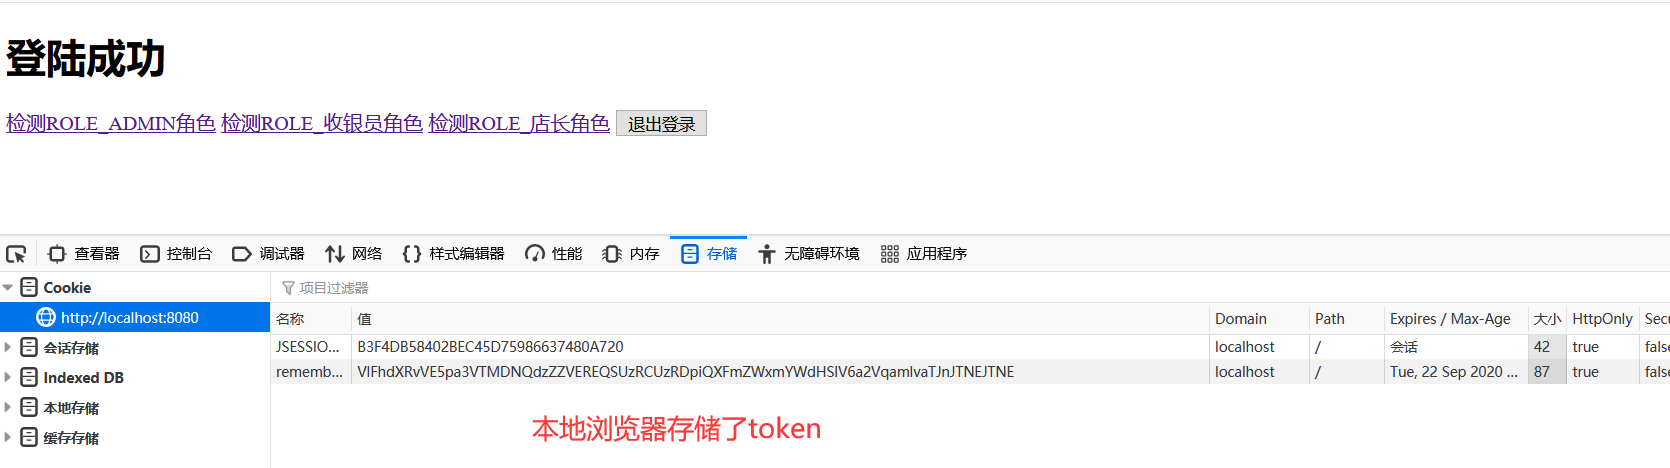 登陆成功
检测ROLE_ADMIN角色 检测ROLE_收银员角色 检测ROLE_店长角色 退出登录
查看器 控制台 调试器 网络 样式编辑器 性能 内存 存储 无障碍环境 应用程序
Cookie 项目过滤器
http://localhost:8080 名称 值 Domain Path Expires / Max-Age 大小 HttpOnly Secu
会话存储 JSESSIO... B3F4DB58402BEC45D75986637480A720 localhost / 会话 42 true false
Indexed DB rememb... VlFhdXRvVE5pa3VTMDNQdzZZVEREQSUzRCUzRDpiQXFmZWxmYWdHSlV6a2VqamlvaTJnJTNEJTNE localhost / Tue, 22 Sep 2020 ... 87 true false
本地存储
缓存存储
本地浏览器存储了token